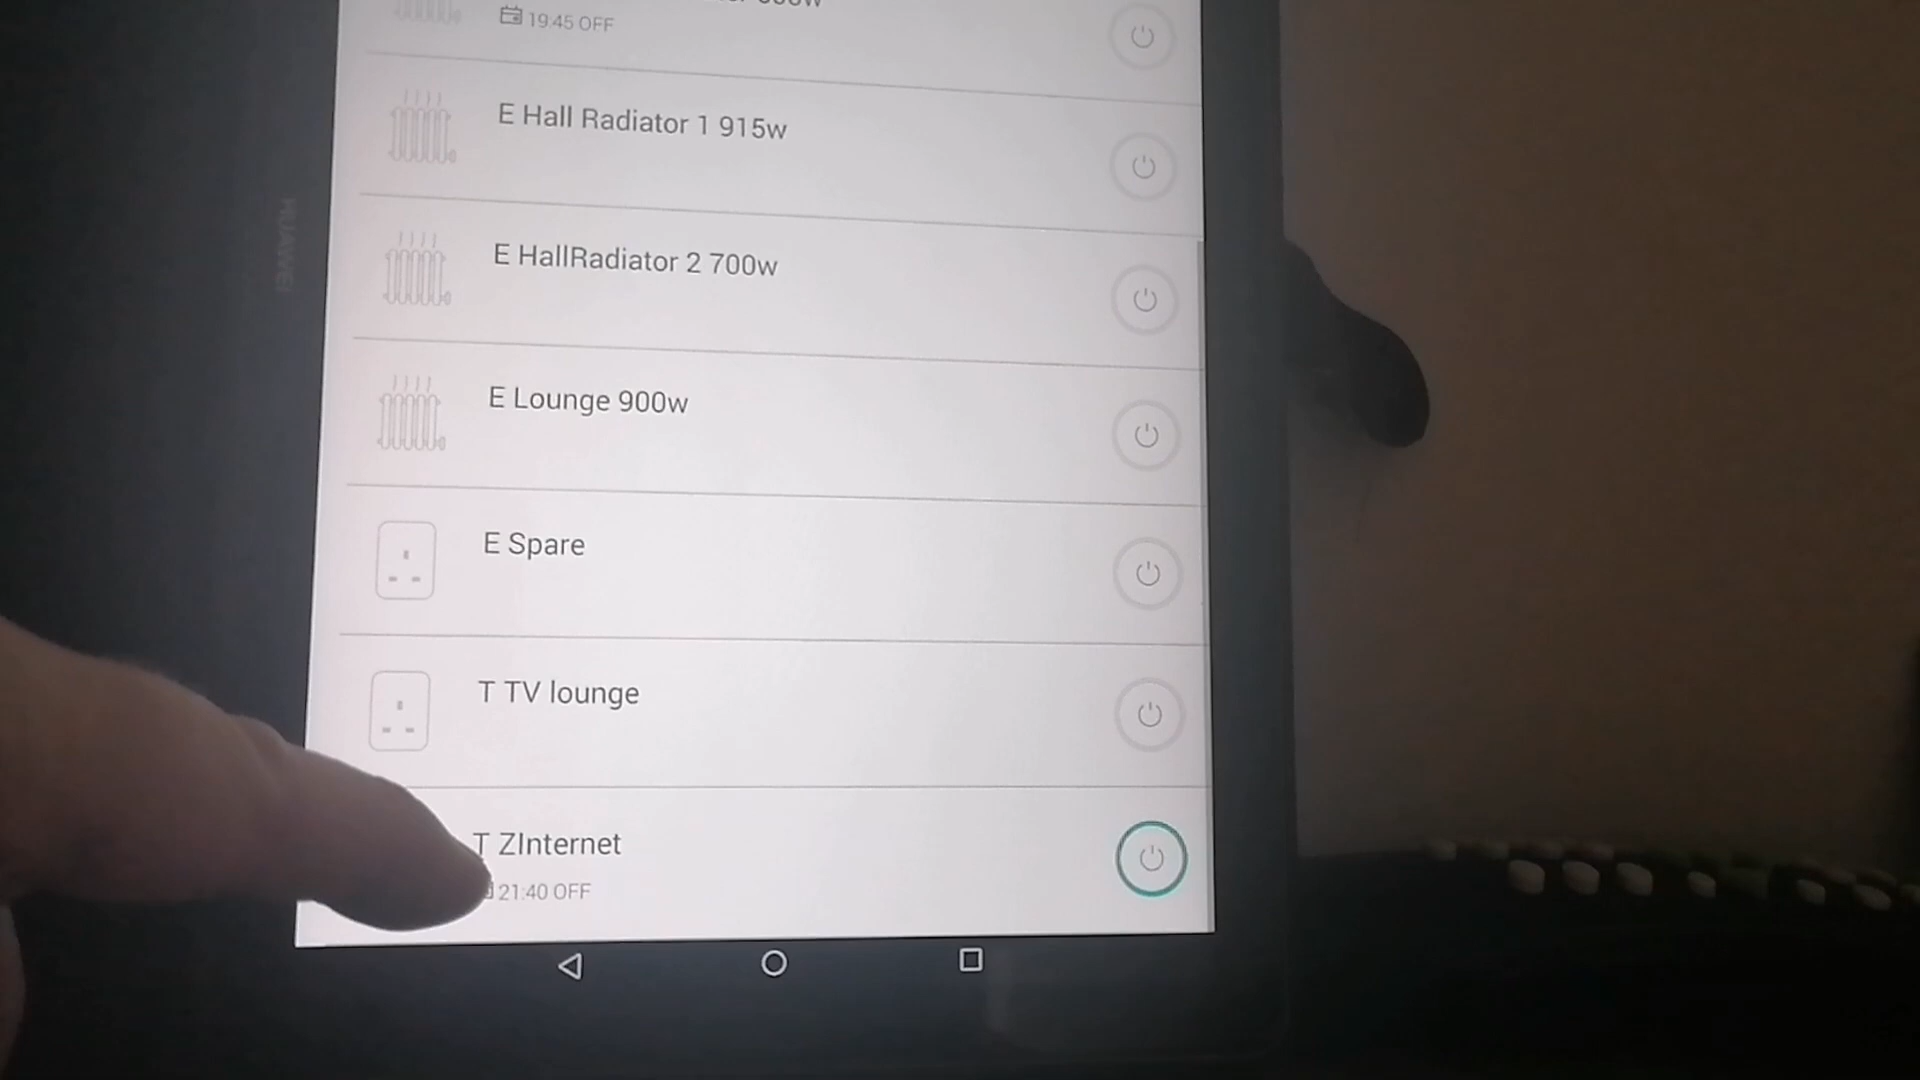 19:45 OFF
E Hall Radiator 1 915w
E HallRadiator 2 700w
E Lounge 900w
E Spare
T TV lounge
T ZInternet
21:40 OFF
HUAWEI